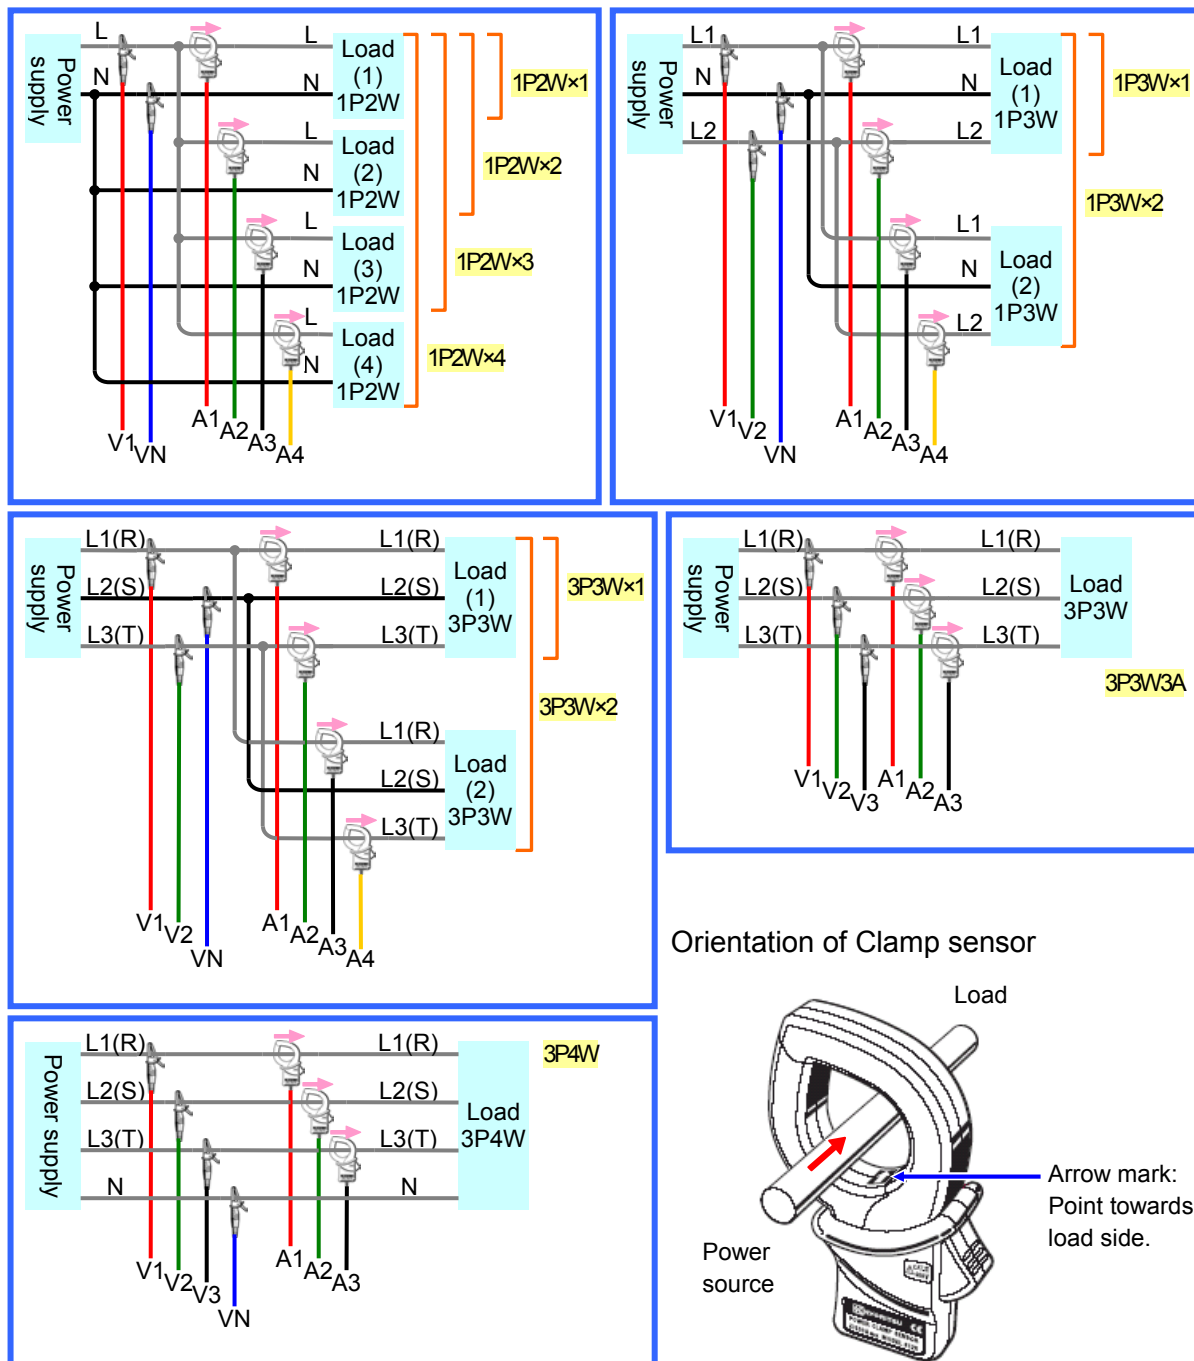 L
L
Power supply
N
N
Load
(1)
1P2W
1P2W×1
L
N
Load
(2)
1P2W
1P2W×2
L
N
Load
(3)
1P2W
1P2W×3
L
N
Load
(4)
1P2W
1P2W×4
V1
VN
A1
A2
A3
A4
L1
L1
Power supply
N
N
L2
L2
Load
(1)
1P3W
1P3W×1
1P3W×2
L1
N
L2
Load
(2)
1P3W
V1
V2
VN
A1
A2
A3
A4
L1(R)
L1(R)
Power supply
L2(S)
L2(S)
L3(T)
L3(T)
Load
(1)
3P3W
3P3W×1
3P3W×2
L1(R)
L2(S)
L3(T)
Load
(2)
3P3W
V1
V2
VN
A1
A2
A3
A4
L1(R)
L1(R)
Power supply
L2(S)
L3(T)
L2(S)
L3(T)
Load
3P3W
3P3W3A
V1
V2
V3
A1
A2
A3
L1(R)
L1(R)
Power supply
L2(S)
L2(S)
L3(T)
L3(T)
N
N
Load
3P4W
3P4W
V1
V2
V3
VN
A1
A2
A3
Orientation of Clamp sensor
Load
Arrow mark:
Point towards
load side.
Power
source
POWER CLAMP SENSOR